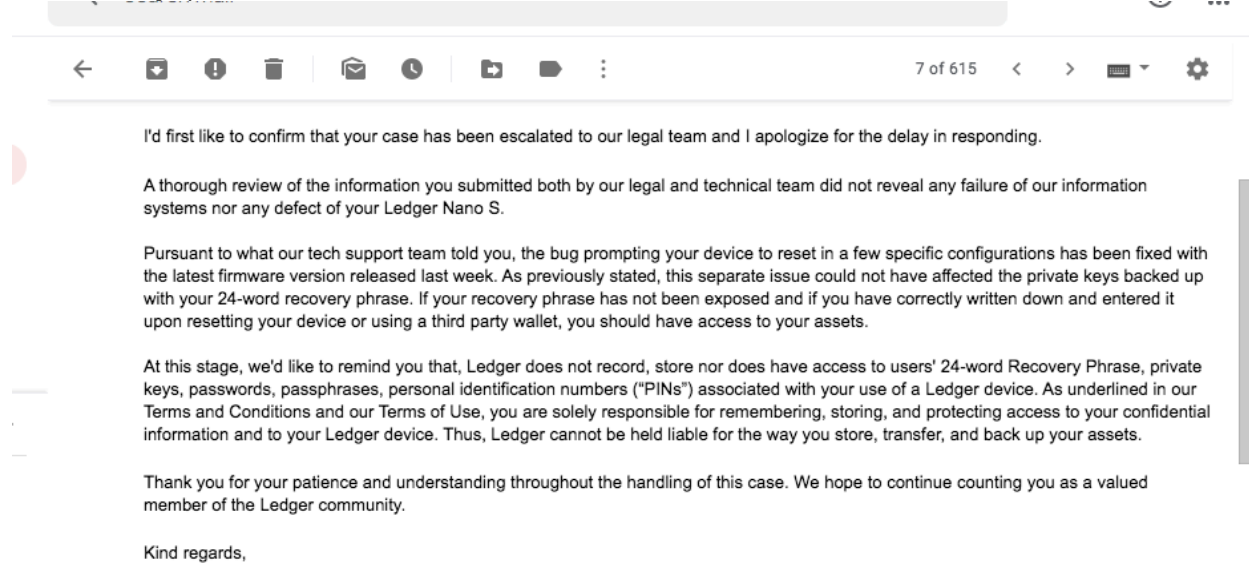 7 of 615
I'd first like to confirm that your case has been escalated to our legal team and I apologize for the delay in responding.
A thorough review of the information you submitted both by our legal and technical team did not reveal any failure of our information
systems nor any defect of your Ledger Nano S.
Pursuant to what our tech support team told you, the bug prompting your device to reset in a few specific configurations has been fixed with
the latest firmware version released last week. As previously stated, this separate issue could not have affected the private keys backed up
with your 24-word recovery phrase. If your recovery phrase has not been exposed and if you have correctly written down and entered it
upon resetting your device or using a third party wallet, you should have access to your assets.
At this stage, we'd like to remind you that, Ledger does not record, store nor does have access to users' 24-word Recovery Phrase, private
keys, passwords, passphrases, personal identification numbers (“PINs”) associated with your use of a Ledger device. As underlined in our
Terms and Conditions and our Terms of Use, you are solely responsible for remembering, storing, and protecting access to your confidential
information and to your Ledger device. Thus, Ledger cannot be held liable for the way you store, transfer, and back up your assets.
Thank you for your patience and understanding throughout the handling of this case. We hope to continue counting you as a valued
member of the Ledger community.
Kind regards,